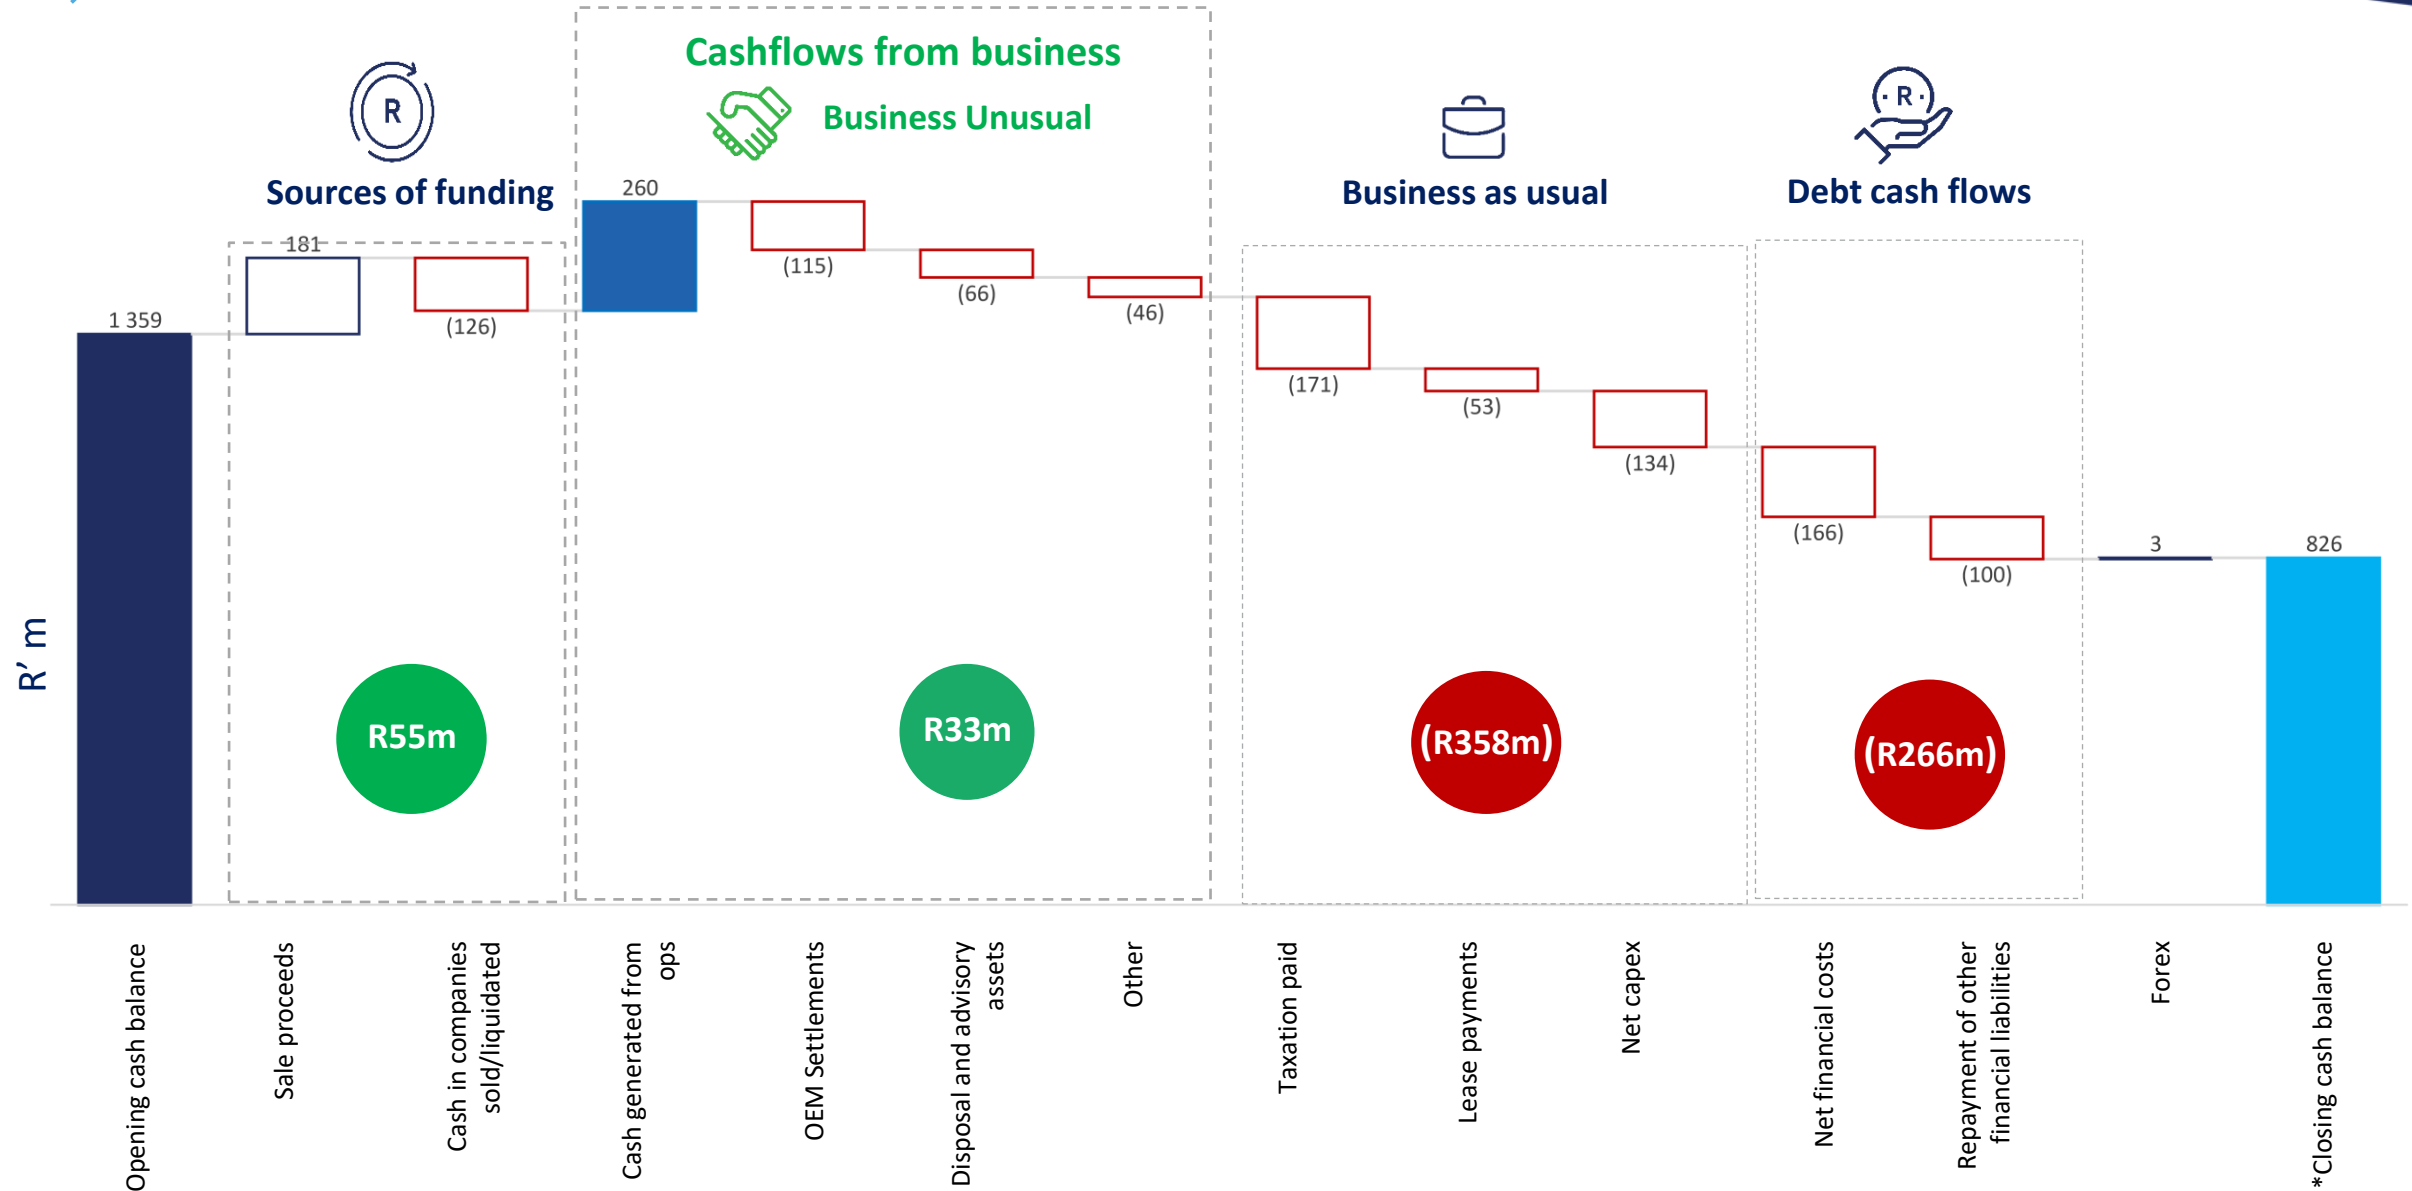 Cashflows from business
Business Unusual
R
Sources of funding
Business as usual
· R ·
Debt cash flows
R' m
1 359
181
(126)
260
(115)
(66)
(46)
(171)
(53)
(134)
(166)
(100)
3
826
R55m
R33m
(R358m)
(R266m)
Opening cash balance
Sale proceeds
Cash in companies
sold/liquidated
Cash generated from
ops
OEM Settlements
Disposal and advisory
assets
Other
Taxation paid
Lease payments
Net capex
Net financial costs
Repayment of other
financial liabilities
Forex
*Closing cash balance